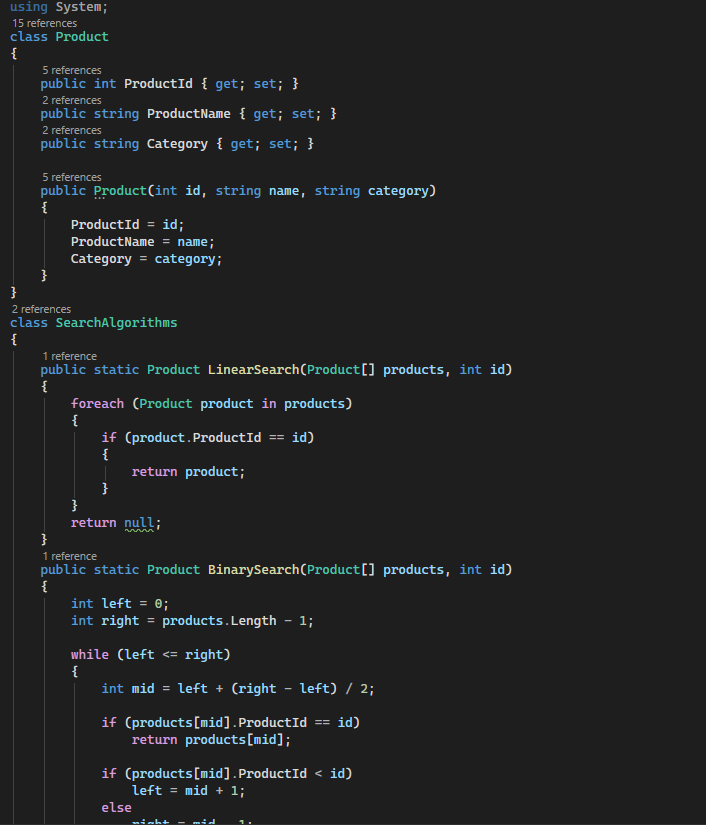 using System;
15 references
class Product
{
5 references
public int ProductId { get; set; }
2 references
public string ProductName { get; set; }
2 references
public string Category { get; set; }
5 references
public Product(int id, string name, string category)
{
ProductId = id;
ProductName = name;
Category = category;
}
}
2 references
class SearchAlgorithms
{
1 reference
public static Product LinearSearch(Product[] products, int id)
{
foreach (Product product in products)
{
if (product.ProductId == id)
{
return product;
}
}
return null;
}
1 reference
public static Product BinarySearch(Product[] products, int id)
{
int left = 0;
int right = products.Length - 1;
while (left <= right)
{
int mid = left + (right - left) / 2;
if (products[mid].ProductId == id)
return products[mid];
if (products[mid].ProductId < id)
left = mid + 1;
else
right = mid - 1;